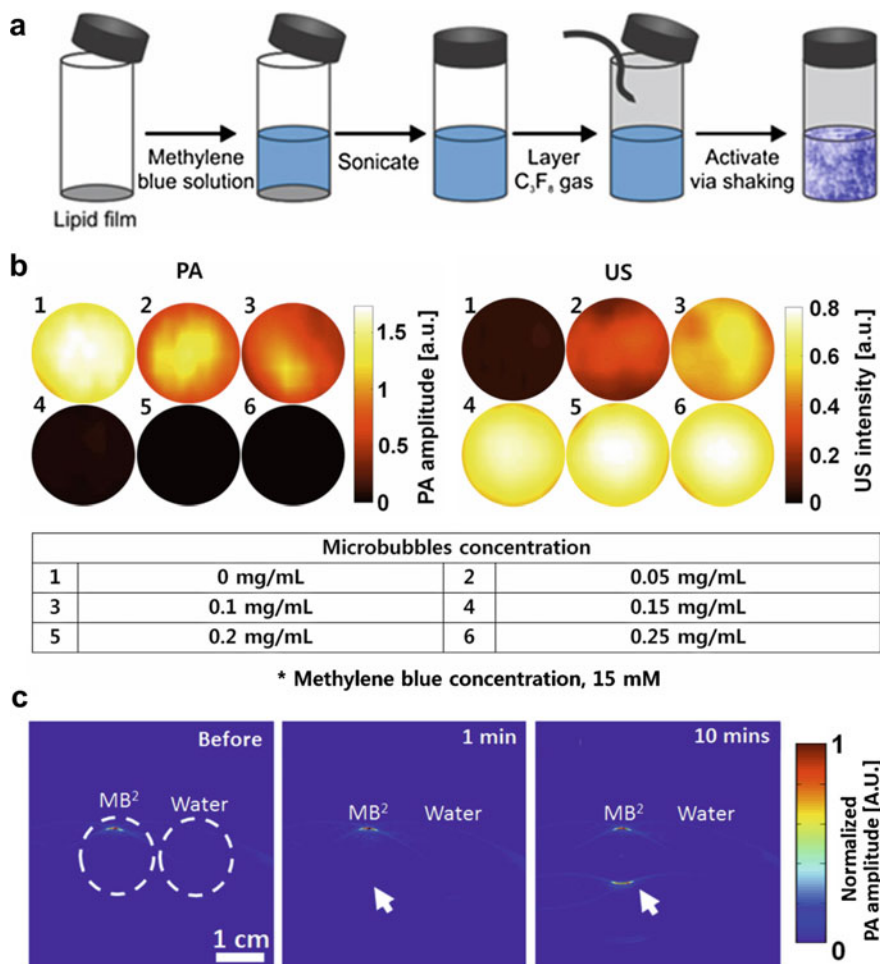 a
Lipid film
Methylene
blue solution
Sonicate
Layer
C₃F₈ gas
Activate
via shaking
b
PA
1
2
3
4
5
6
1.5
1
0.5
0
PA amplitude [a.u.]
US
1
2
3
4
5
6
0.8
0.6
0.4
0.2
0
US intensity [a.u.]
Microbubbles concentration
1 0 mg/mL 2 0.05 mg/mL
3 0.1 mg/mL 4 0.15 mg/mL
5 0.2 mg/mL 6 0.25 mg/mL
* Methylene blue concentration, 15 mM
c
Before
MB² Water
1 cm
1 min
MB² Water
10 mins
MB² Water
1
0
Normalized
PA amplitude [A.U.]